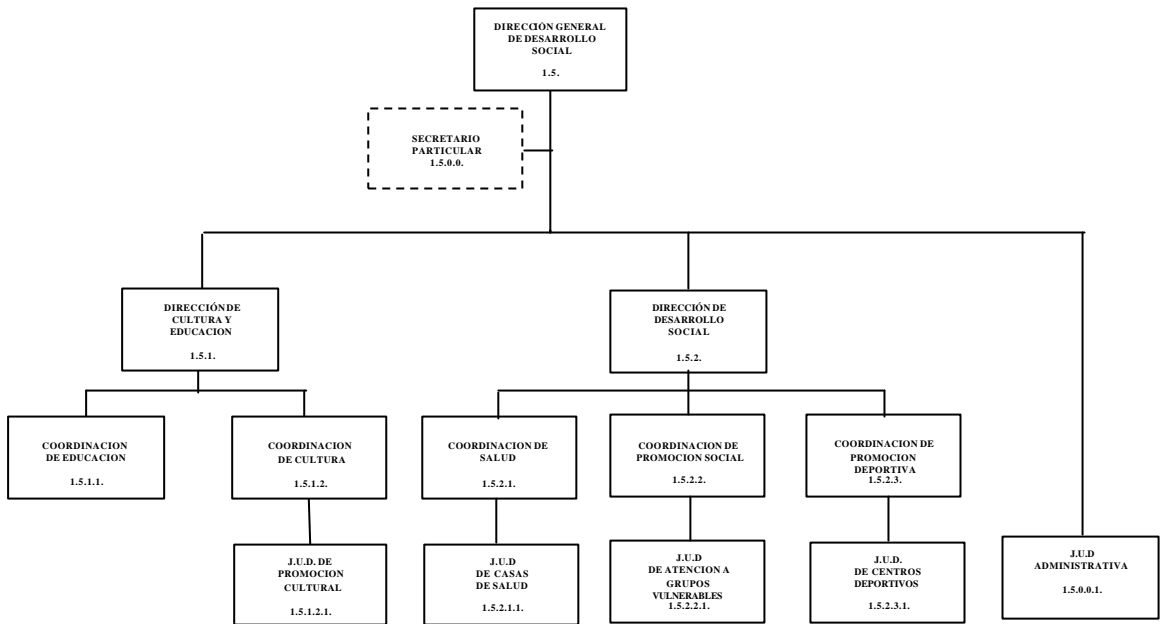 DIRECCIÓN GENERAL
DE DESARROLLO
SOCIAL
1.5.
SECRETARIO
PARTICULAR
1.5.0.0.
DIRECCIÓN DE
CULTURA Y
EDUCACION
1.5.1.
DIRECCIÓN DE
DESARROLLO
SOCIAL
1.5.2.
COORDINACION
DE EDUCACION
1.5.1.1.
COORDINACION
DE CULTURA
1.5.1.2.
COORDINACION DE
SALUD
1.5.2.1.
COORDINACION DE
PROMOCION SOCIAL
1.5.2.2.
COORDINACION DE
PROMOCION
DEPORTIVA
1.5.2.3.
J.U.D. DE
PROMOCION
CULTURAL
1.5.1.2.1.
J.U.D
DE CASAS
DE SALUD
1.5.2.1.1.
J.U.D
DE ATENCION A
GRUPOS
VULNERABLES
1.5.2.2.1.
J.U.D.
DE CENTROS
DEPORTIVOS
1.5.2.3.1.
J.U.D
ADMINISTRATIVA
1.5.0.0.1.